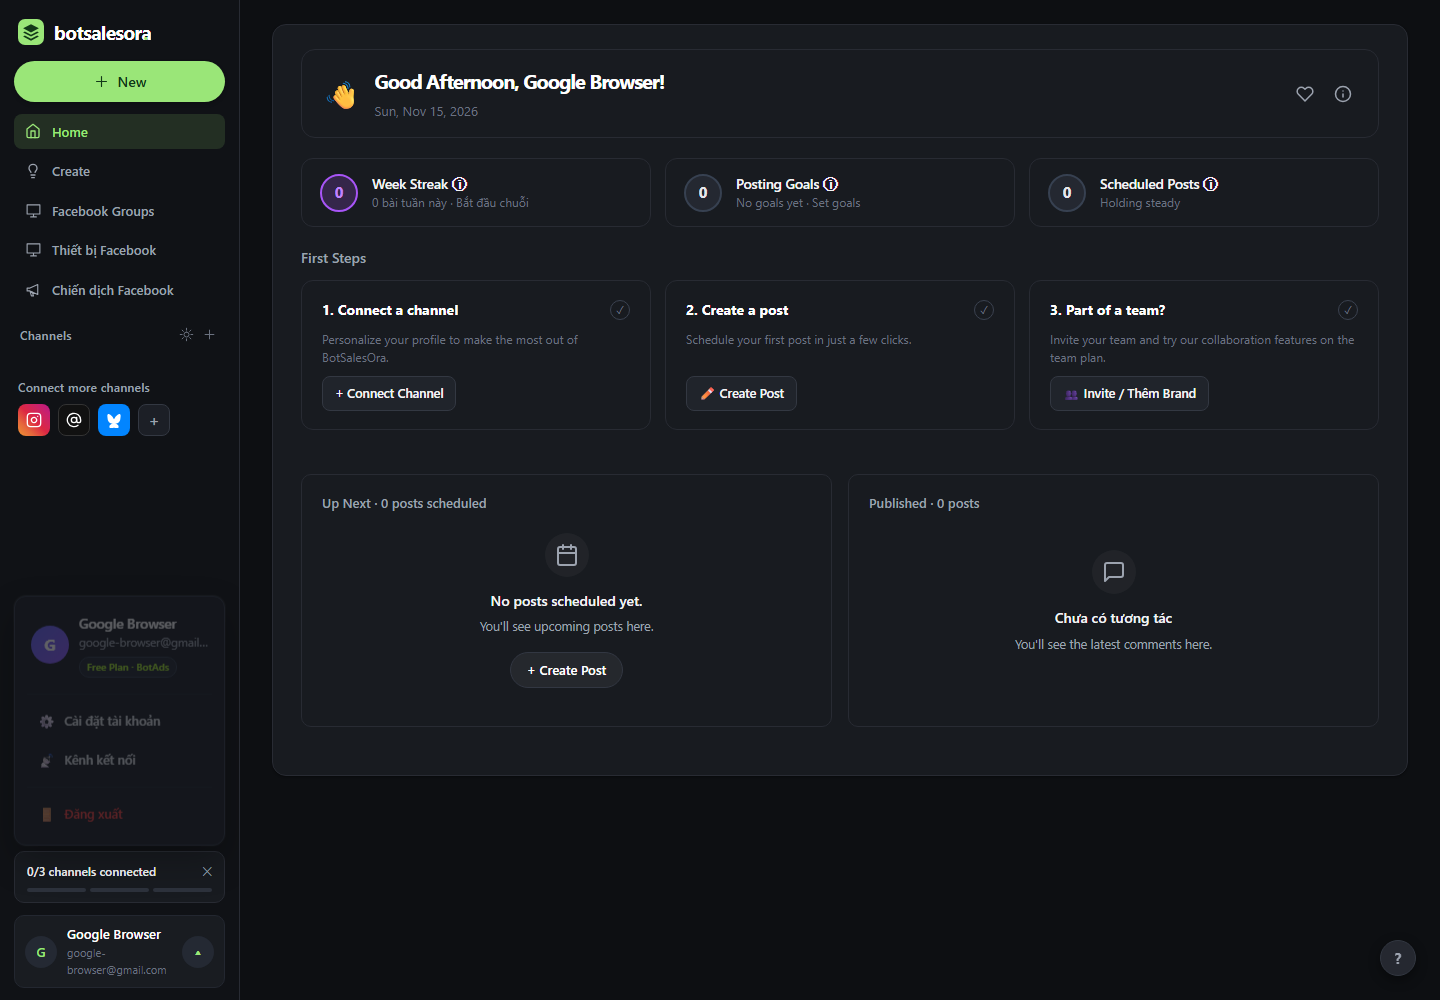 botsalesora
+ New
Home
Create
Facebook Groups
Thiết bị Facebook
Chiến dịch Facebook
Channels
Connect more channels
Google Browser
google-browser@gmail...
Free Plan · BotAds
Cài đặt tài khoản
Kênh kết nối
Đăng xuất
0/3 channels connected
G
Google Browser
google-
browser@gmail.com
Good Afternoon, Google Browser!
Sun, Nov 15, 2026
0
Week Streak
0 bài tuần này · Bắt đầu chuỗi
0
Posting Goals
No goals yet · Set goals
0
Scheduled Posts
Holding steady
First Steps
1. Connect a channel
Personalize your profile to make the most out of
BotSalesOra.
+ Connect Channel
2. Create a post
Schedule your first post in just a few clicks.
Create Post
3. Part of a team?
Invite your team and try our collaboration features on the
team plan.
Invite / Thêm Brand
Up Next · 0 posts scheduled
No posts scheduled yet.
You'll see upcoming posts here.
+ Create Post
Published · 0 posts
Chưa có tương tác
You'll see the latest comments here.
?